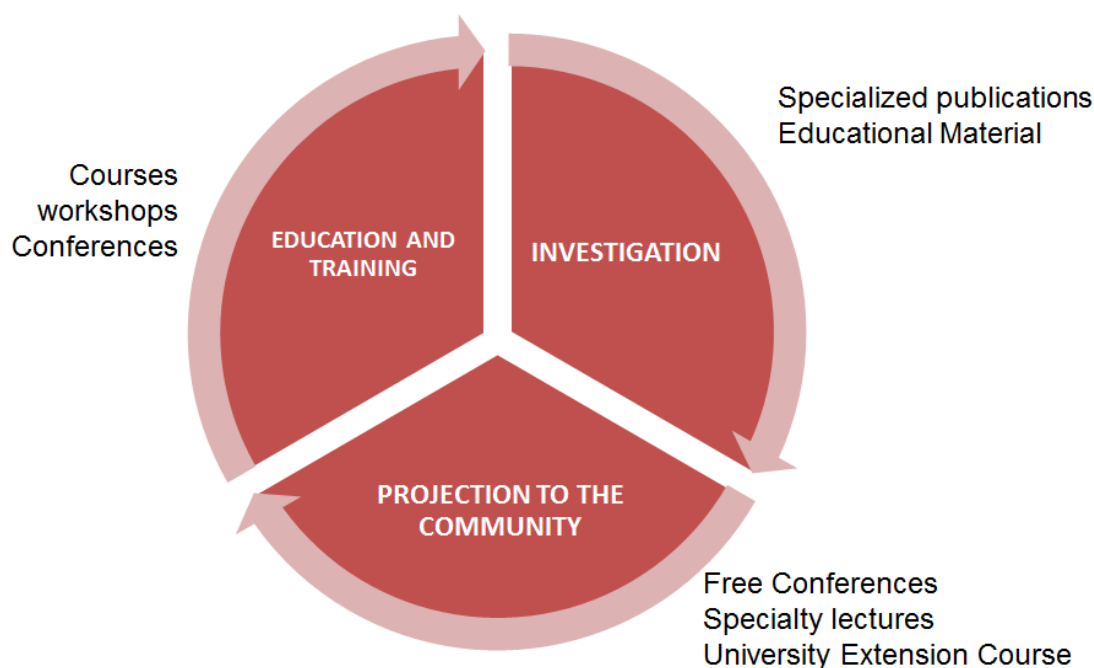 Specialized publications
Educational Material
Courses
workshops
Conferences
EDUCATION AND
TRAINING
INVESTIGATION
PROJECTION TO THE
COMMUNITY
Free Conferences
Specialty lectures
University Extension Course